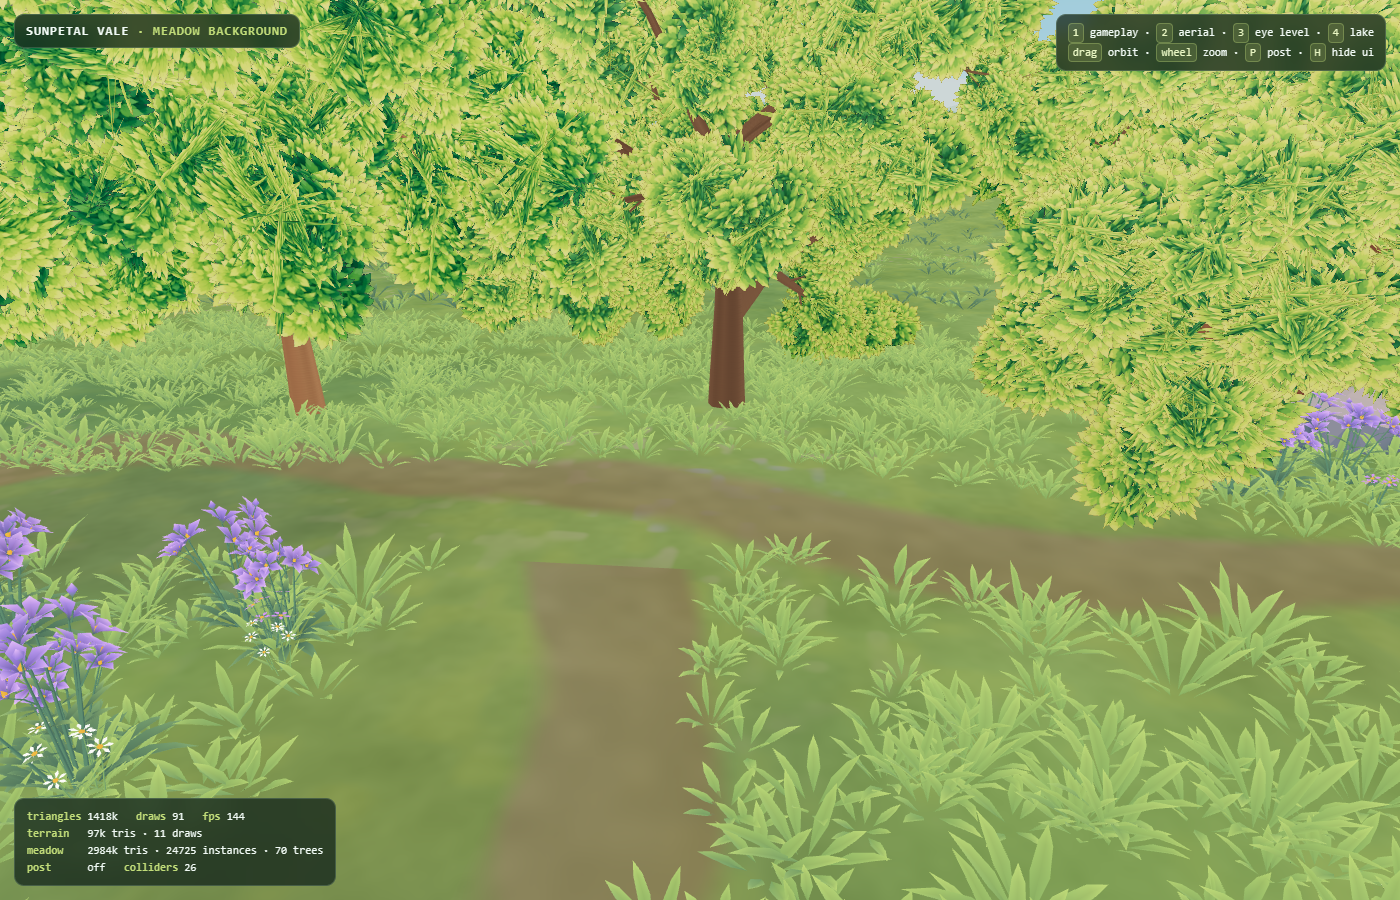 SUNPETAL VALE · MEADOW BACKGROUND
1 gameplay · 2 aerial · 3 eye level · 4 lake
drag orbit · wheel zoom · P post · H hide ui
triangles 1418k draws 91 fps 144
terrain 97k tris · 11 draws
meadow 2984k tris · 24725 instances · 70 trees
post off colliders 26